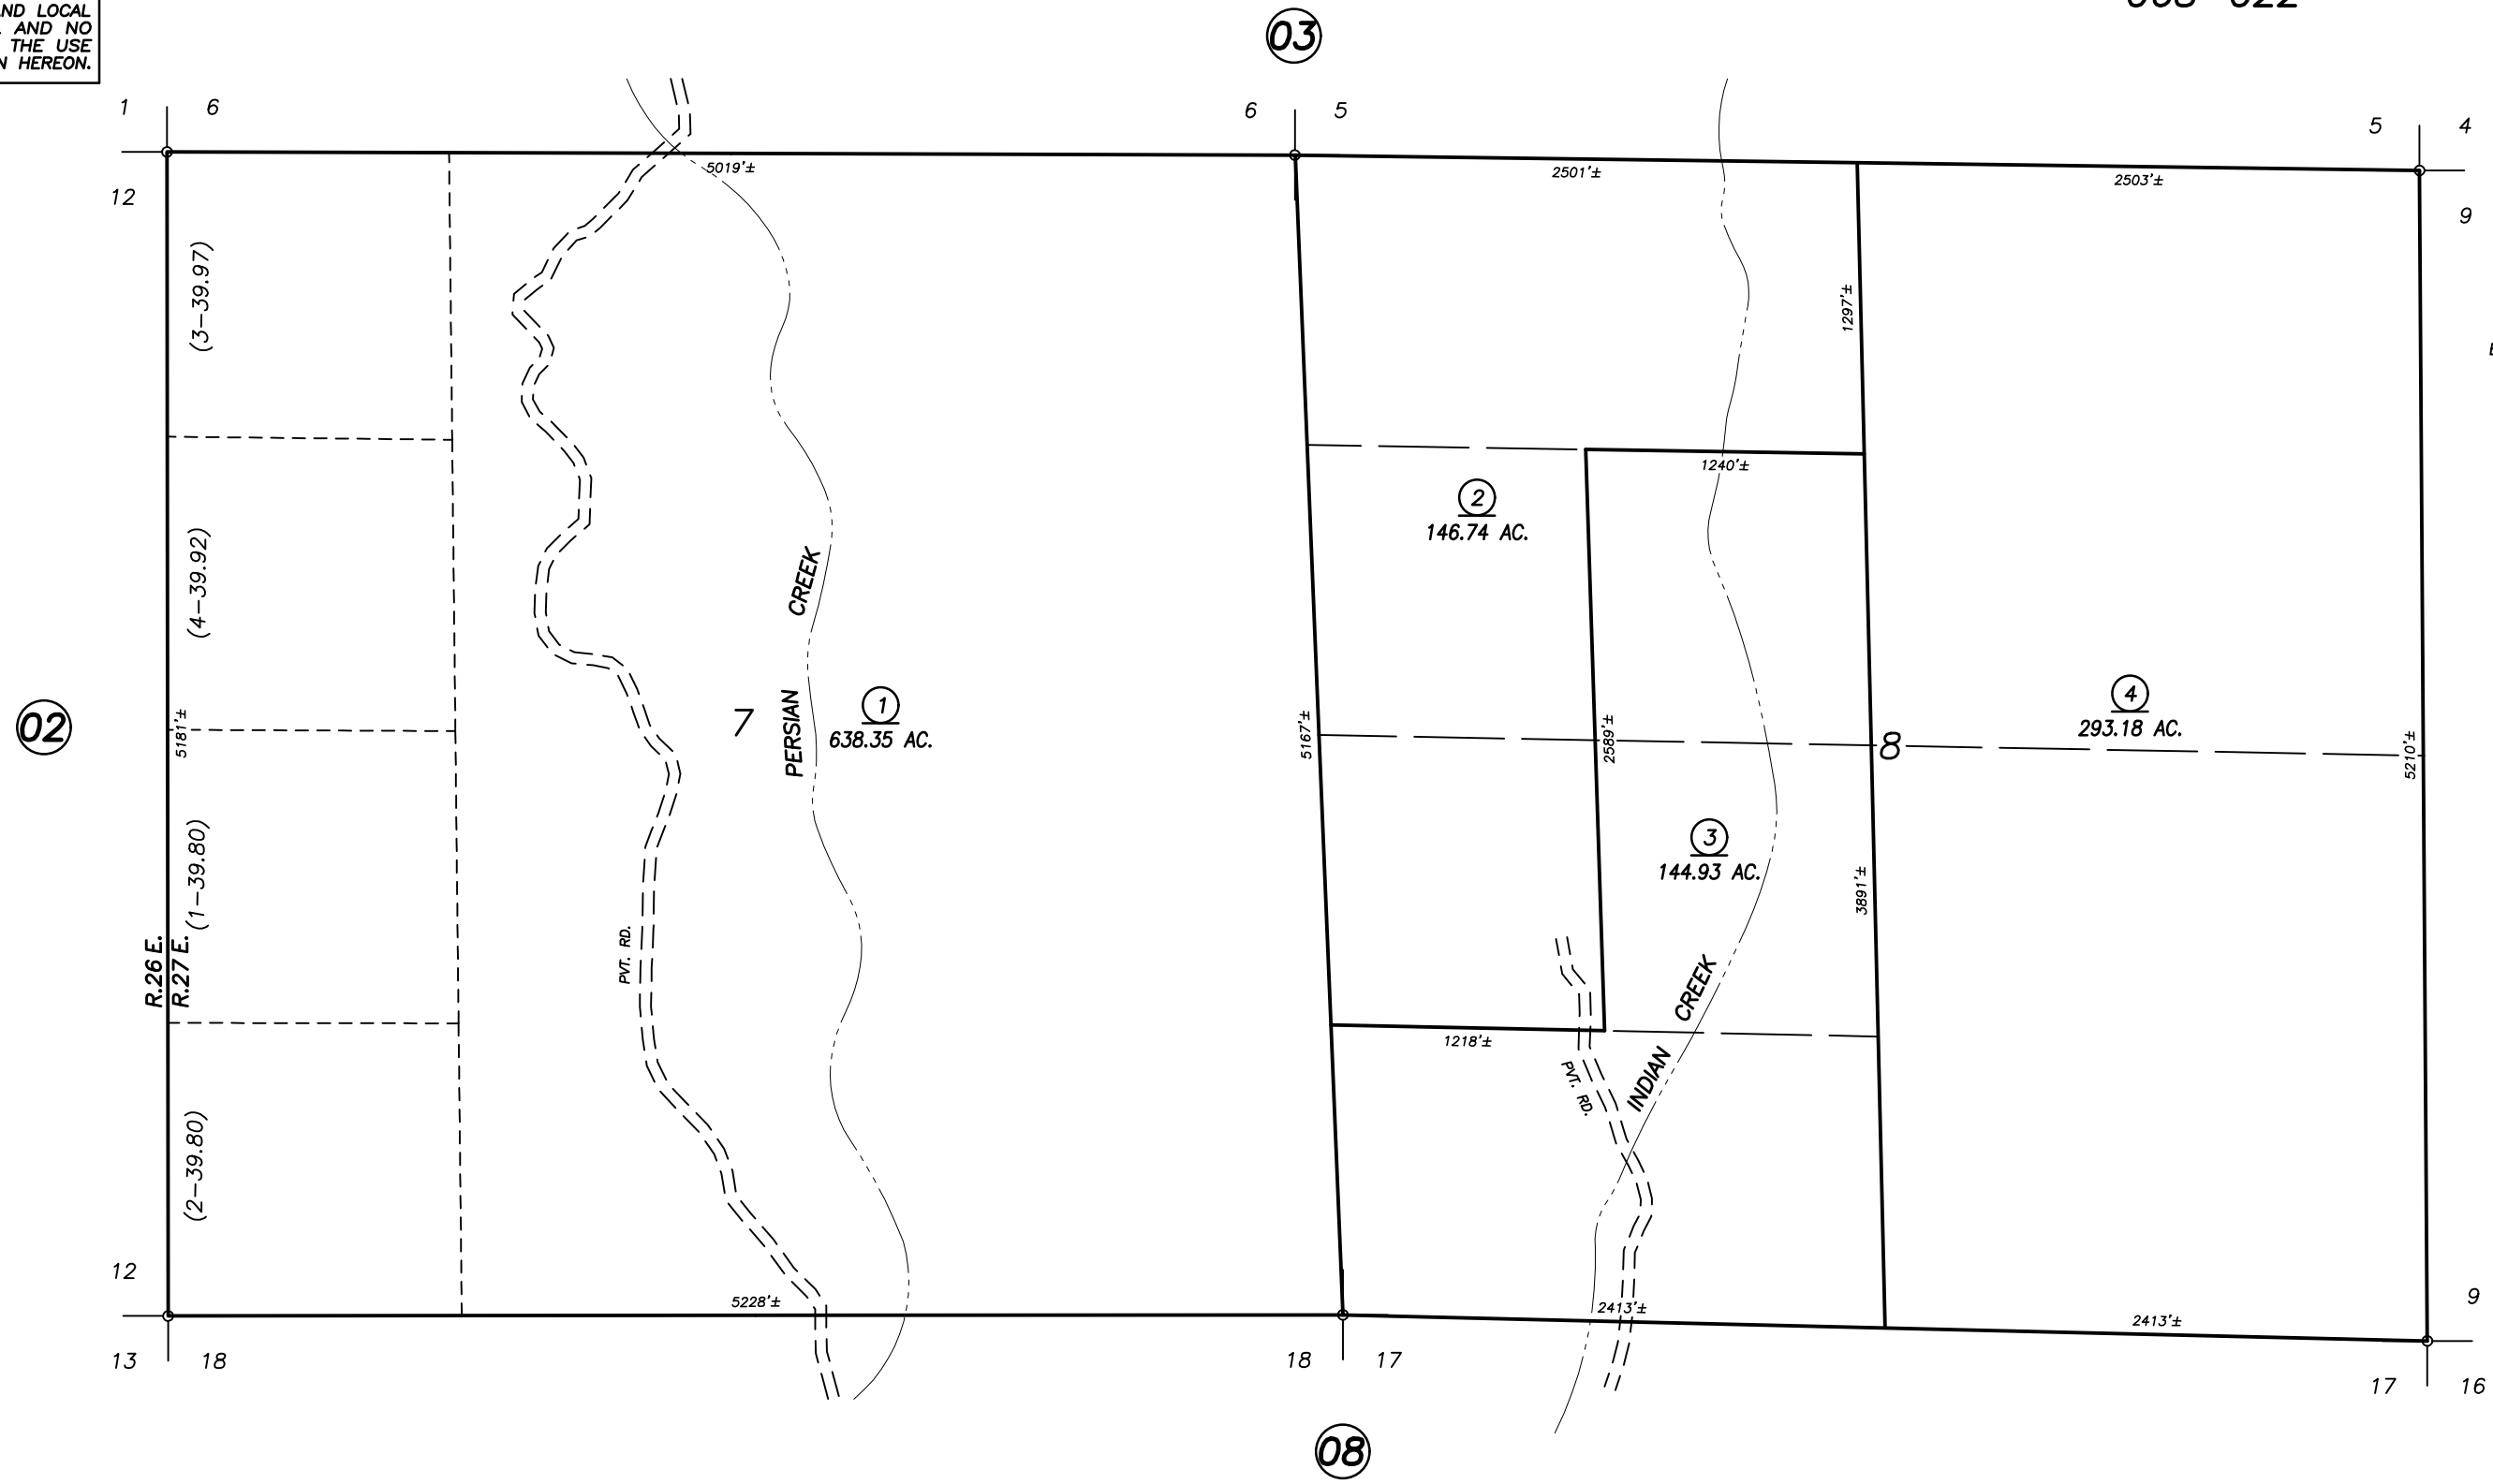 ND LOCAL
AND NO
THE USE
N HEREON.
03
1 6
6 5
5 4
5019'±
2501'±
2503'±
12
9
(3-39.97)
1297'±
1240'±
2
146.74 AC.
(4-39.92)
CREEK
PERSIAN
02
5181'±
7
1
638.35 AC.
5167'±
2589'±
8
4
293.18 AC.
5210'±
3
144.93 AC.
(1-39.80)
3891'±
R.26 E.
R.27 E.
PVT. RD.
CREEK
INDIAN
1218'±
PVT. RD.
(2-39.80)
12
5228'±
2413'±
2413'±
9
13 18
18 17
17 16
08